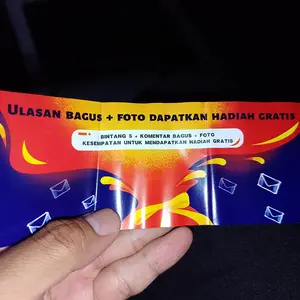 ULASAN BAGUS + FOTO DAPATKAN HADIAH GRATIS
BINTANG 5 + KOMENTAR BAGUS + FOTO
KESEMPATAN UNTUK MENDAPATKAN HADIAH GRATIS